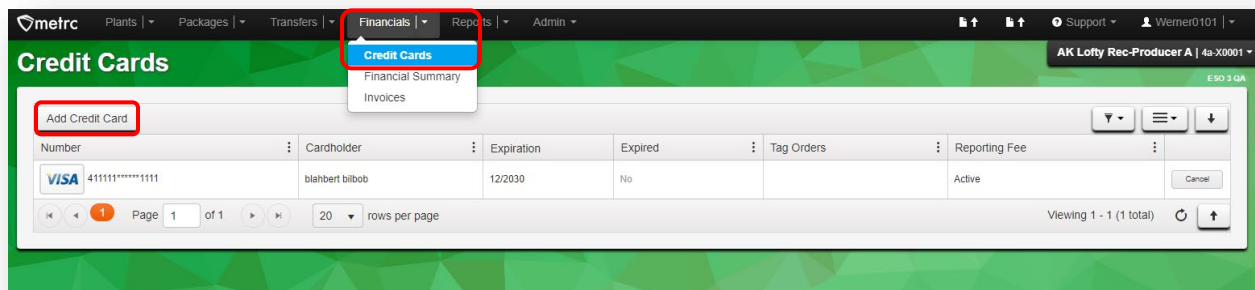 metrc Plants | Packages | Transfers | Financials | Reports | Admin Support Werner0101 |
Credit Cards
Financial Summary
Invoices
AK Lofty Rec-Producer A | 4a-X0001
ESO 3 QA
Credit Cards
Add Credit Card
Number Cardholder Expiration Expired Tag Orders Reporting Fee
VISA 411111******1111 blahbert bilbob 12/2030 No Active Cancel
1 Page 1 of 1 20 rows per page Viewing 1 - 1 (1 total)